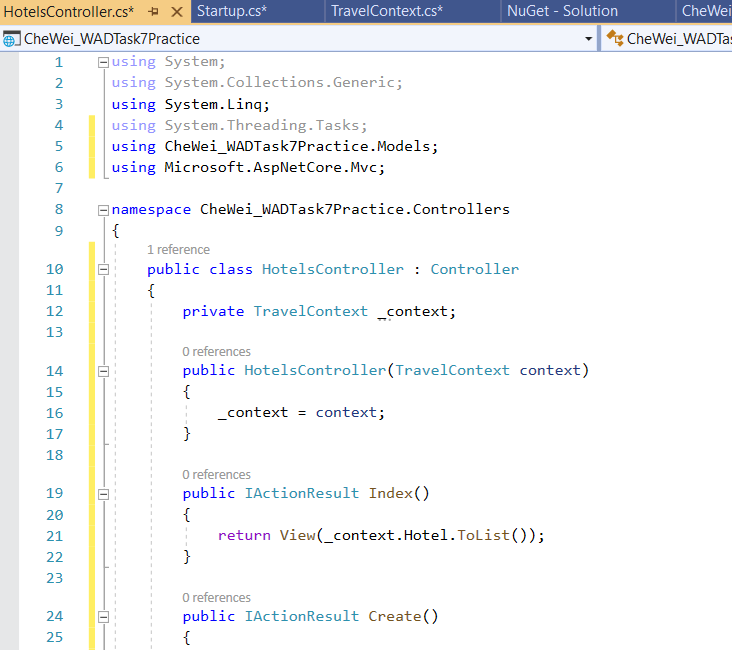 HotelsController.cs* Startup.cs* TravelContext.cs* NuGet - Solution CheWei
CheWei_WADTask7Practice CheWei_WADTas
1 using System;
2 using System.Collections.Generic;
3 using System.Linq;
4 using System.Threading.Tasks;
5 using CheWei_WADTask7Practice.Models;
6 using Microsoft.AspNetCore.Mvc;
7
8 namespace CheWei_WADTask7Practice.Controllers
9 {
1 reference
10 public class HotelsController : Controller
11 {
12 private TravelContext _context;
13
0 references
14 public HotelsController(TravelContext context)
15 {
16 _context = context;
17 }
18
0 references
19 public IActionResult Index()
20 {
21 return View(_context.Hotel.ToList());
22 }
23
0 references
24 public IActionResult Create()
25 {